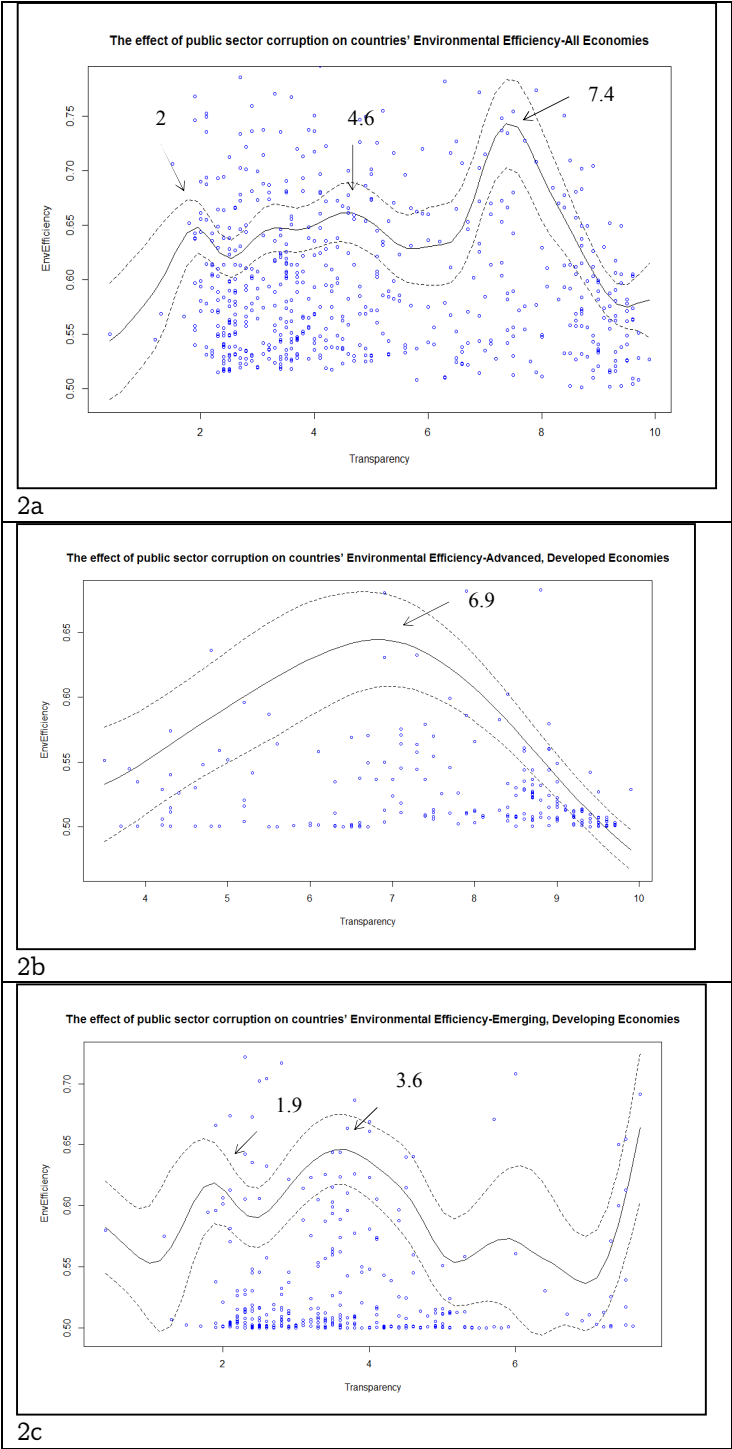 The effect of public sector corruption on countries' Environmental Efficiency-All Economies
2
4.6
7.4
EnvEfficiency
0.75
0.70
0.65
0.60
0.55
0.50
2 4 6 8 10
Transparency
2a
The effect of public sector corruption on countries' Environmental Efficiency-Advanced, Developed Economies
6.9
EnvEfficiency
0.65
0.60
0.55
0.50
4 5 6 7 8 9 10
Transparency
2b
The effect of public sector corruption on countries' Environmental Efficiency-Emerging, Developing Economies
1.9
3.6
EnvEfficiency
0.70
0.65
0.60
0.55
0.50
2 4 6
Transparency
2c